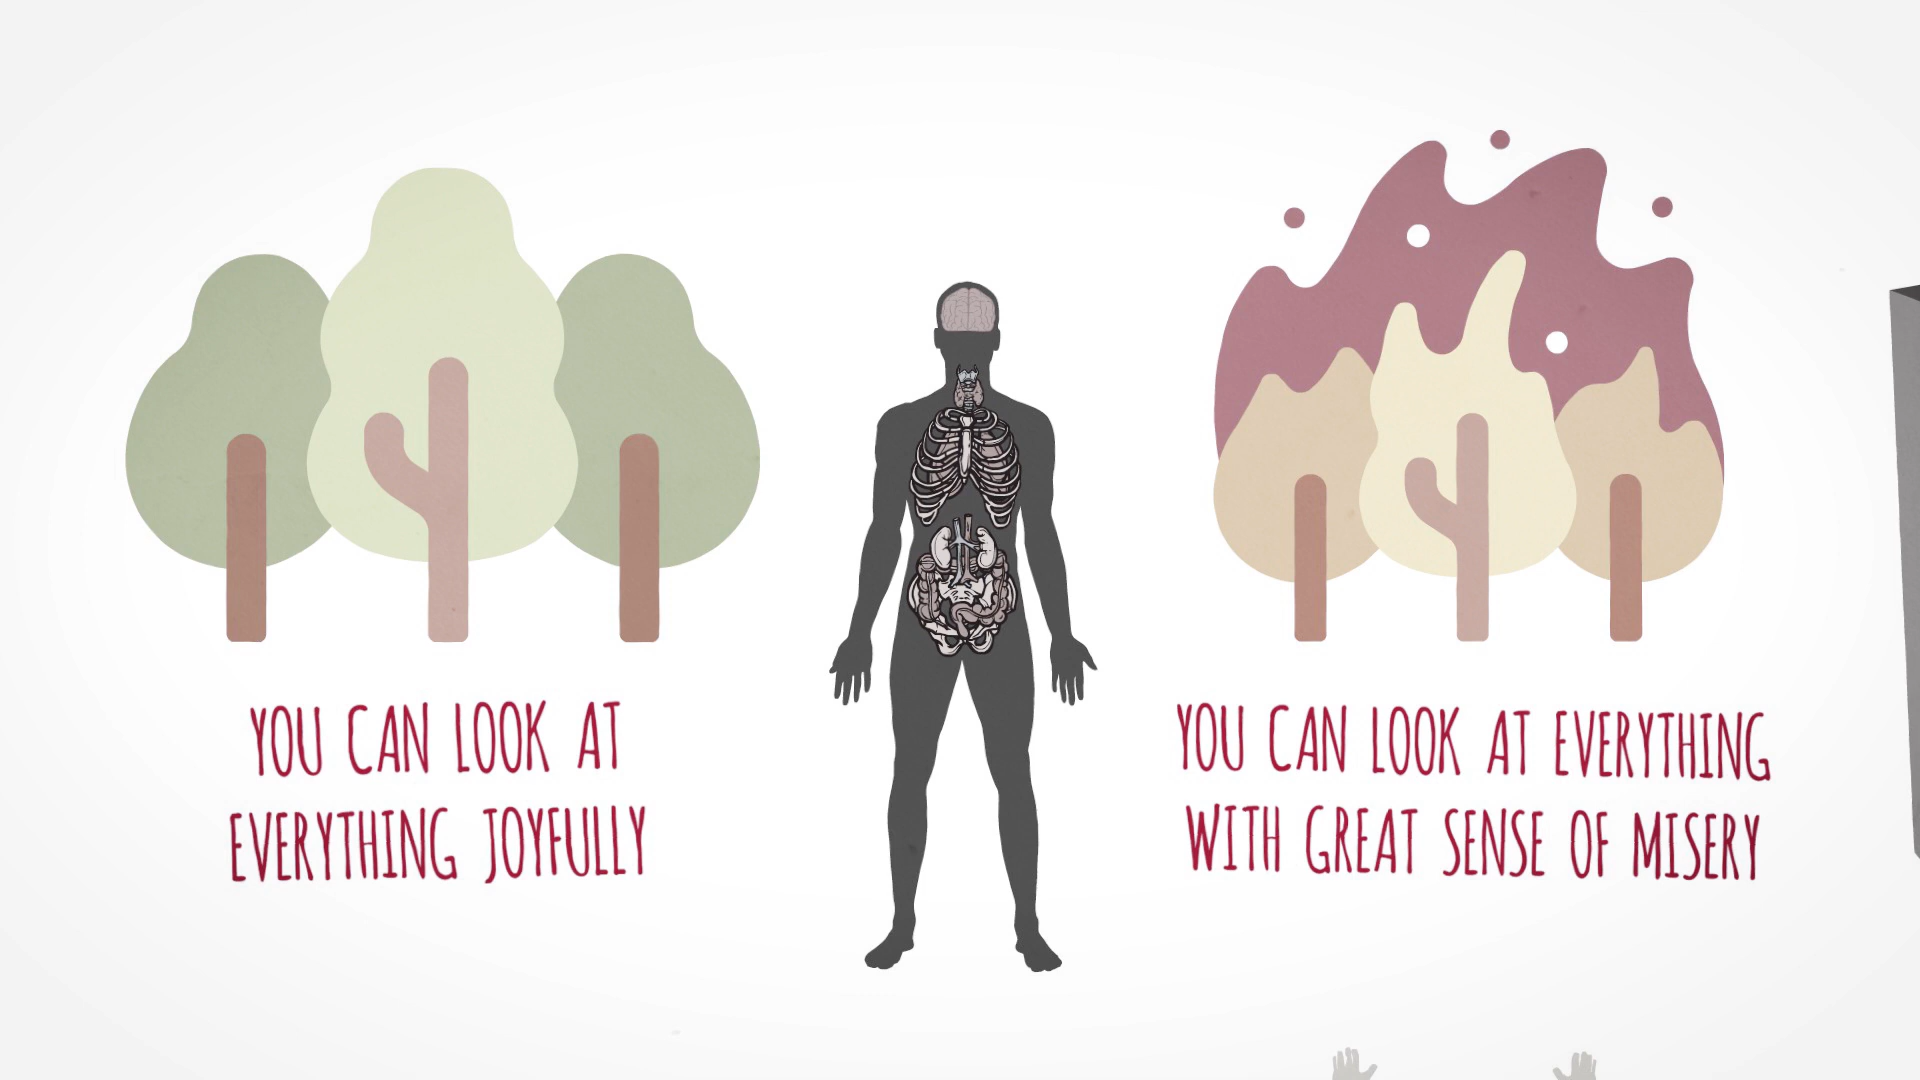 YOU CAN LOOK AT
EVERYTHING JOYFULLY
YOU CAN LOOK AT EVERYTHING
WITH GREAT SENSE OF MISERY